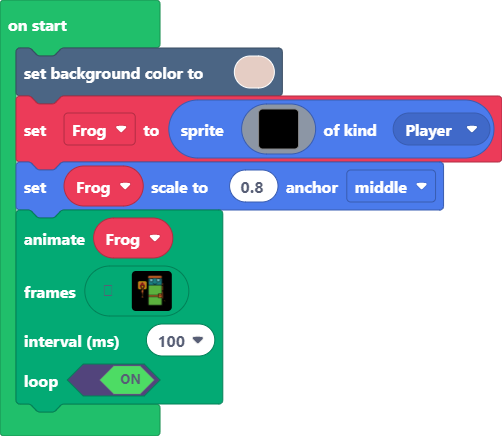 on start
set background color to
set Frog to sprite of kind Player
set Frog scale to 0.8 anchor middle
animate Frog
frames
interval (ms) 100
loop ON